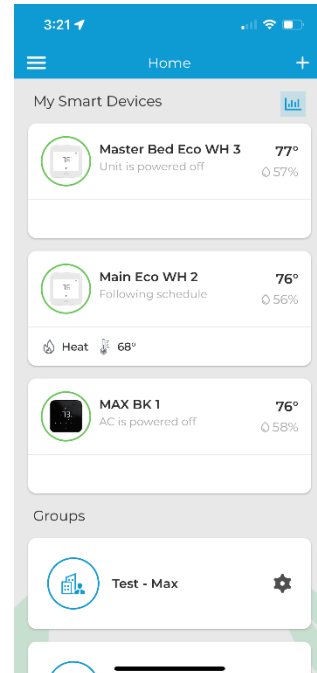 3:21
Home
My Smart Devices
Master Bed Eco WH 3 77°
Unit is powered off 57%
Main Eco WH 2 76°
Following schedule 56%
Heat 68°
MAX BK 1 76°
AC is powered off 58%
Groups
Test - Max